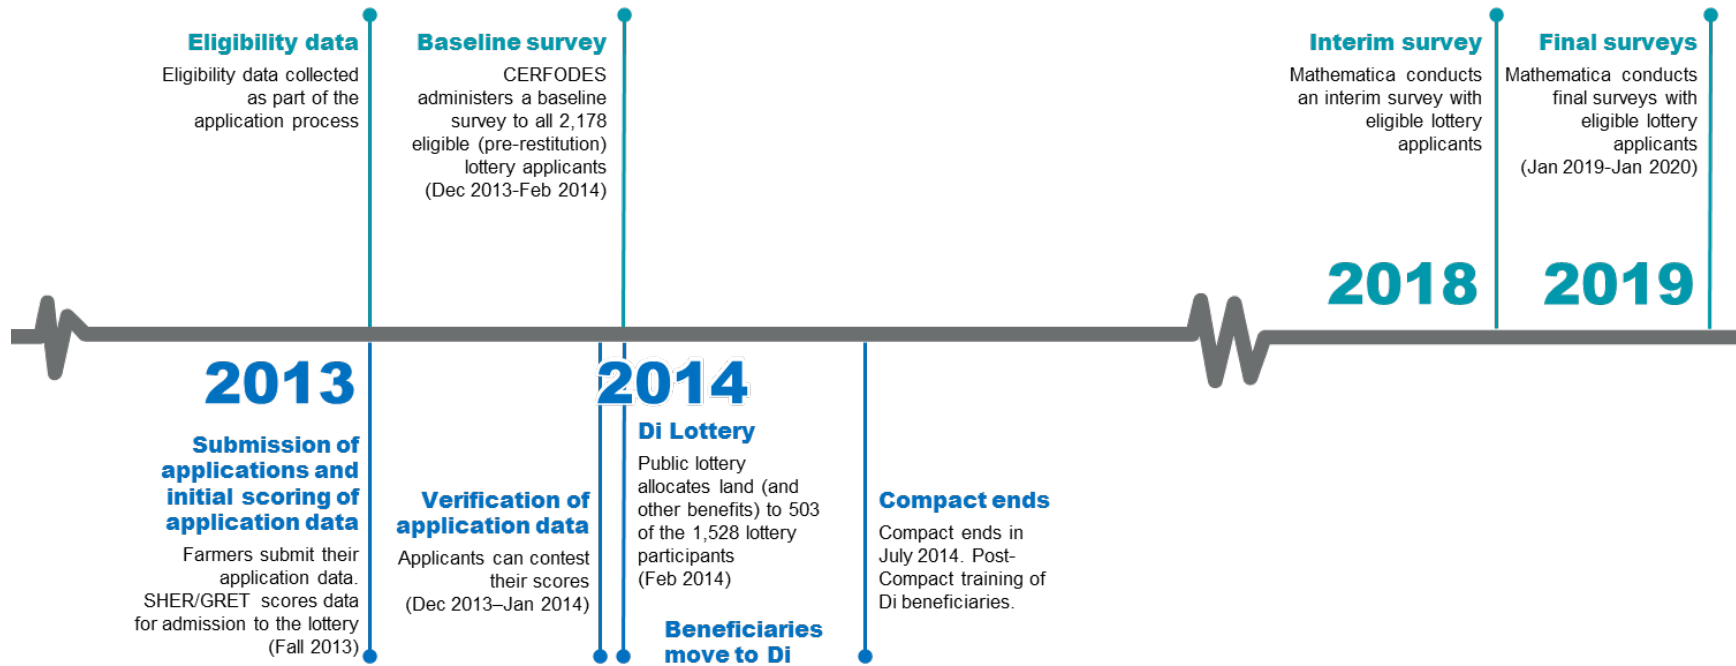 Eligibility data
Eligibility data collected
as part of the
application process
Baseline survey
CERFODES
administers a baseline
survey to all 2,178
eligible (pre-restitution)
lottery applicants
(Dec 2013-Feb 2014)
Interim survey
Mathematica conducts
an interim survey with
eligible lottery
applicants
Final surveys
Mathematica conducts
final surveys with
eligible lottery
applicants
(Jan 2019-Jan 2020)
2018
2019
2013
Submission of
applications and
initial scoring of
application data
Farmers submit their
application data.
SHER/GRET scores data
for admission to the lottery
(Fall 2013)
Verification of
application data
Applicants can contest
their scores
(Dec 2013–Jan 2014)
2014
Di Lottery
Public lottery
allocates land (and
other benefits) to 503
of the 1,528 lottery
participants
(Feb 2014)
Beneficiaries
move to Di
Compact ends
Compact ends in
July 2014. Post-
Compact training of
Di beneficiaries.